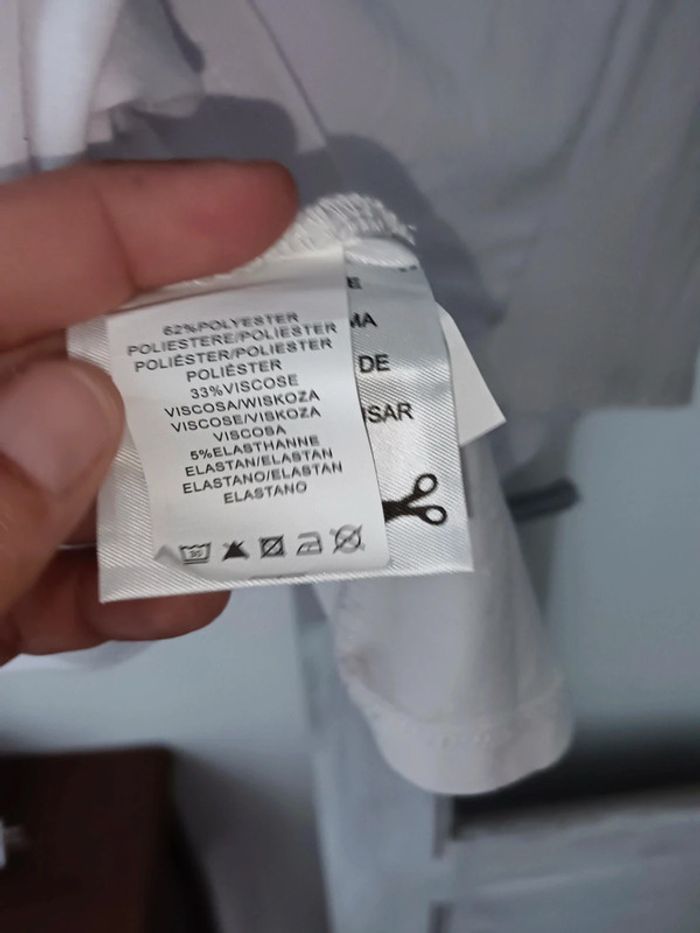 62%POLYESTER
POLIESTERE/POLIESTER
POLIÉSTER/POLIESTER
POLIÉSTER
33%VISCOSE
VISCOSA/WISKOZA
VISCOSE/VISKOZA
VISCOSA
5%ELASTHANNE
ELASTAN/ELASTAN
ELASTANO/ELASTAN
ELASTANO
30
E
MA
DE
SAR